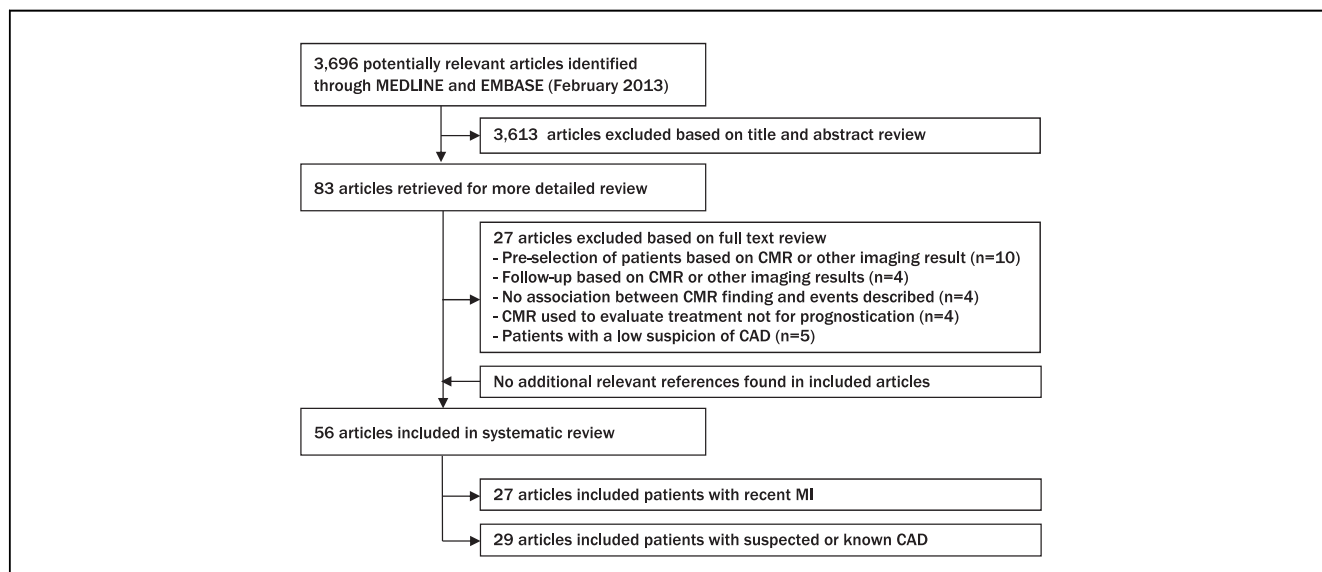 3,696 potentially relevant articles identified
through MEDLINE and EMBASE (February 2013)
3,613 articles excluded based on title and abstract review
83 articles retrieved for more detailed review
27 articles excluded based on full text review
- Pre-selection of patients based on CMR or other imaging result (n=10)
- Follow-up based on CMR or other imaging results (n=4)
- No association between CMR finding and events described (n=4)
- CMR used to evaluate treatment not for prognostication (n=4)
- Patients with a low suspicion of CAD (n=5)
No additional relevant references found in included articles
56 articles included in systematic review
27 articles included patients with recent MI
29 articles included patients with suspected or known CAD